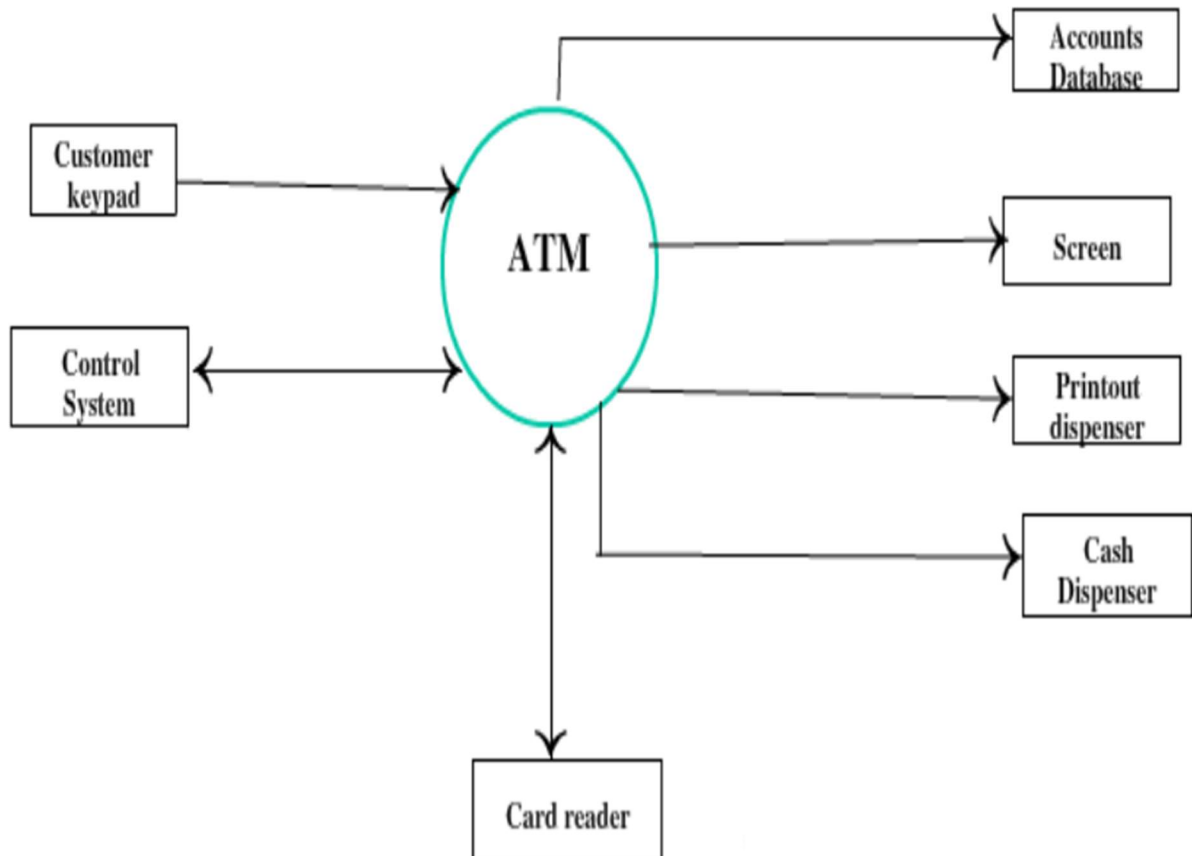 Accounts
Database
Customer
keypad
ATM
Screen
Control
System
Printout
dispenser
Cash
Dispenser
Card reader